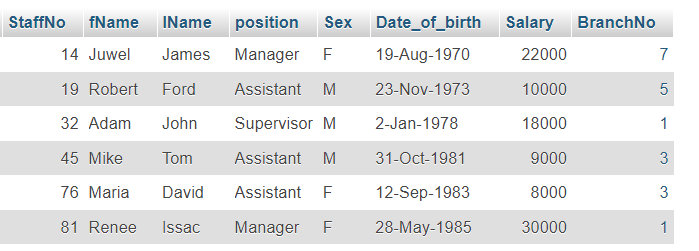 StaffNo fName lName position Sex Date_of_birth Salary BranchNo
14 Juwel James Manager F 19-Aug-1970 22000 7
19 Robert Ford Assistant M 23-Nov-1973 10000 5
32 Adam John Supervisor M 2-Jan-1978 18000 1
45 Mike Tom Assistant M 31-Oct-1981 9000 3
76 Maria David Assistant F 12-Sep-1983 8000 3
81 Renee Issac Manager F 28-May-1985 30000 1